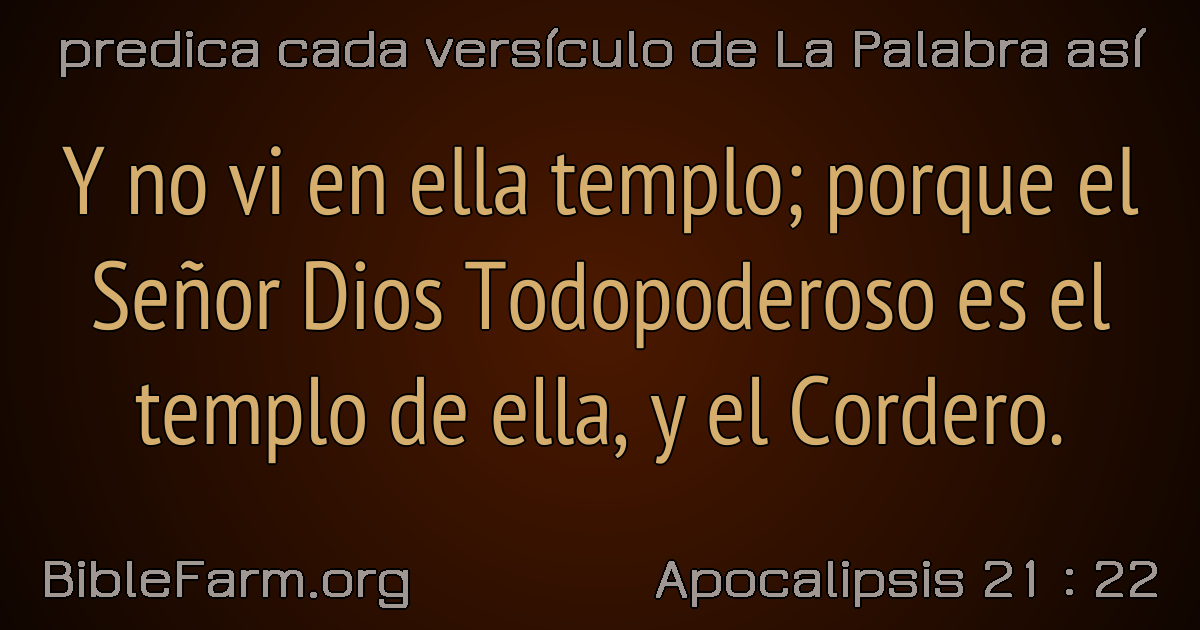 predica cada versículo de La Palabra así
Y no vi en ella templo; porque el
Señor Dios Todopoderoso es el
templo de ella, y el Cordero.
BibleFarm.org
Apocalipsis 21 : 22